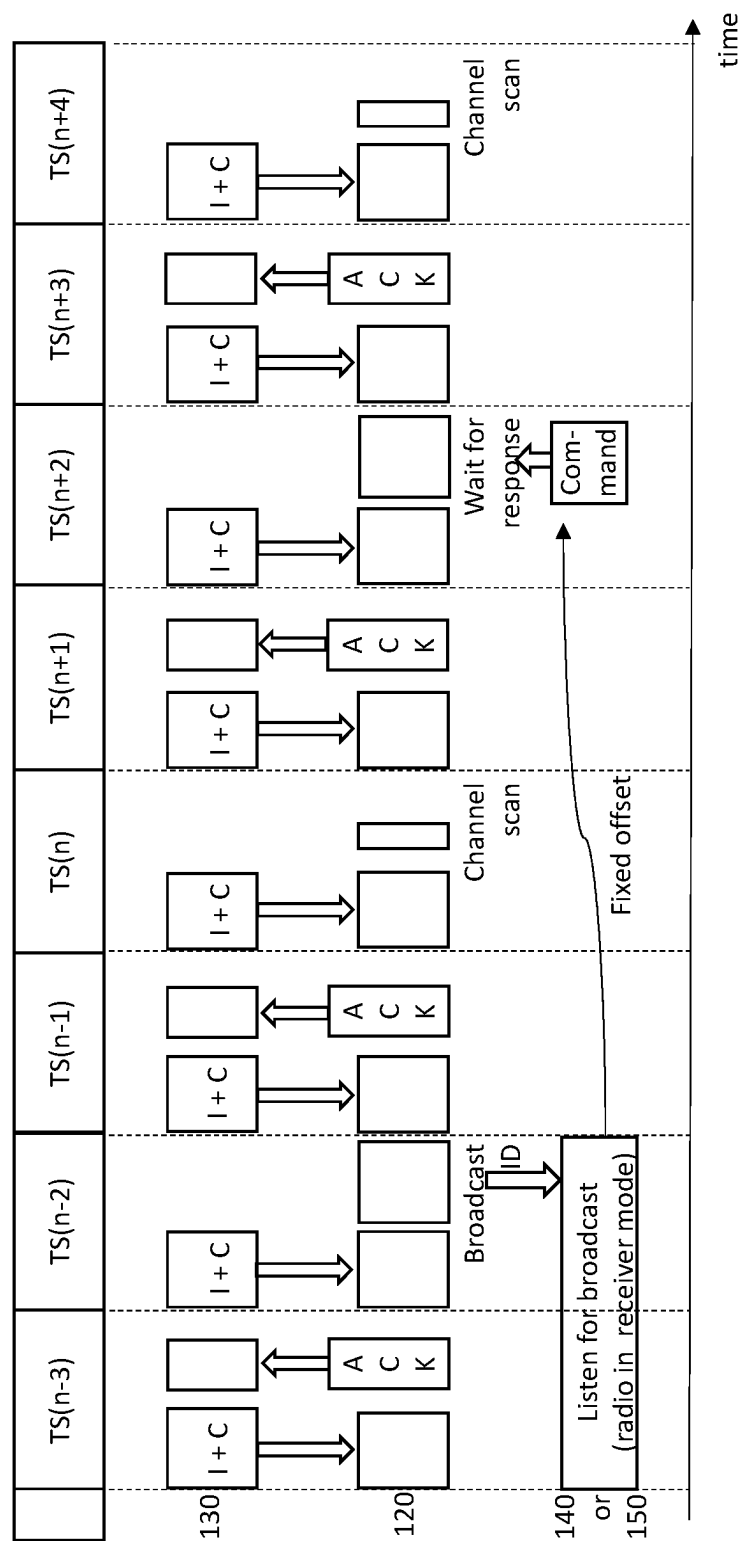 TS(n-3)
TS(n-2)
TS(n-1)
TS(n)
TS(n+1)
TS(n+2)
TS(n+3)
TS(n+4)
130
I + C
I + C
I + C
I + C
I + C
I + C
I + C
I + C
120
A
C
K
A
C
K
A
C
K
A
C
K
Broadcast
ID
Channel
scan
Wait for
response
Channel
scan
140
or
150
Listen for broadcast
(radio in receiver mode)
Fixed offset
Com-
mand
time